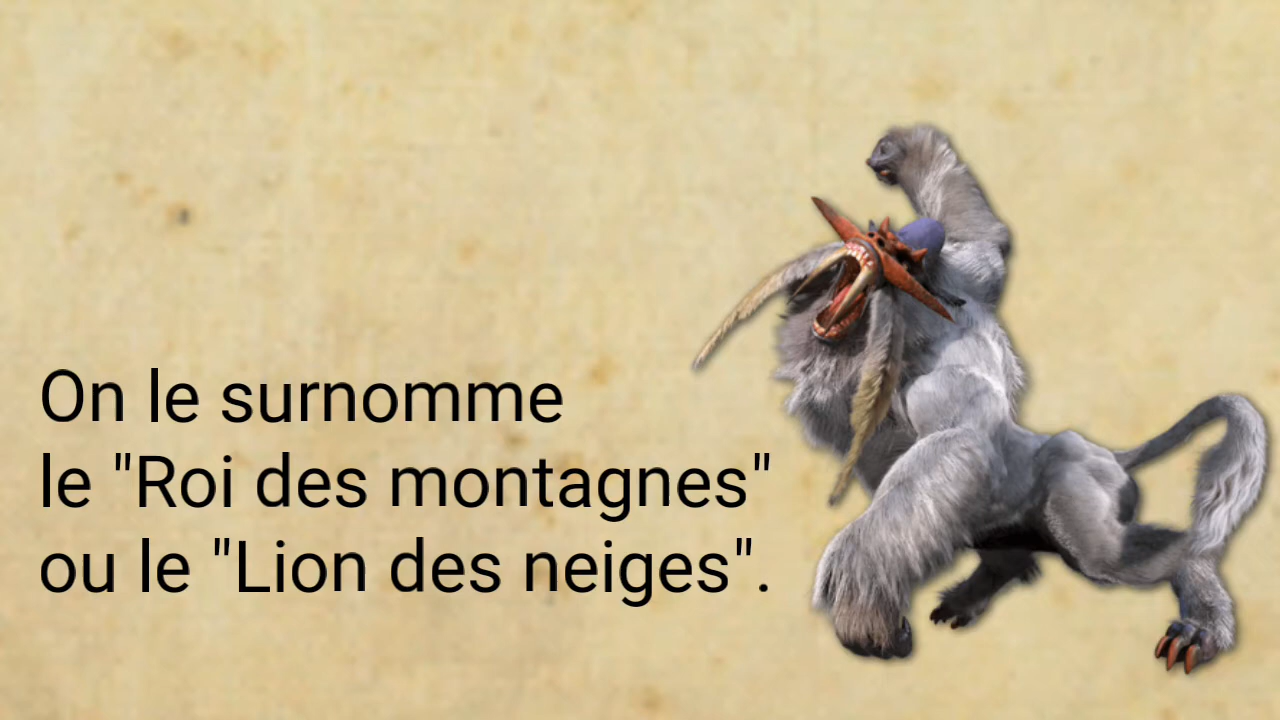 On le surnomme
le "Roi des montagnes"
ou le "Lion des neiges".